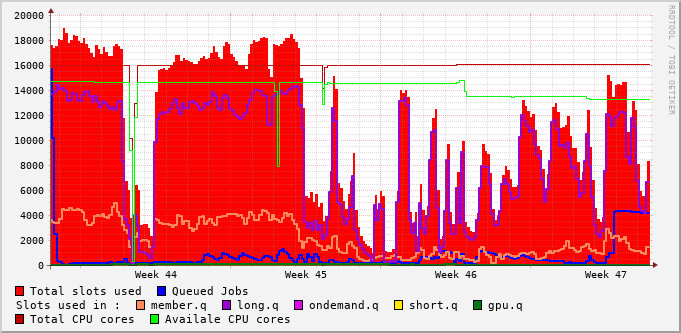 20000
18000
16000
14000
12000
10000
8000
6000
4000
2000
0
Week 44 Week 45 Week 46 Week 47
RRDTOOL / TOBI OETIKER
Total slots used Queued Jobs
Slots used in : member.q long.q ondemand.q short.q gpu.q
Total CPU cores Availale CPU cores